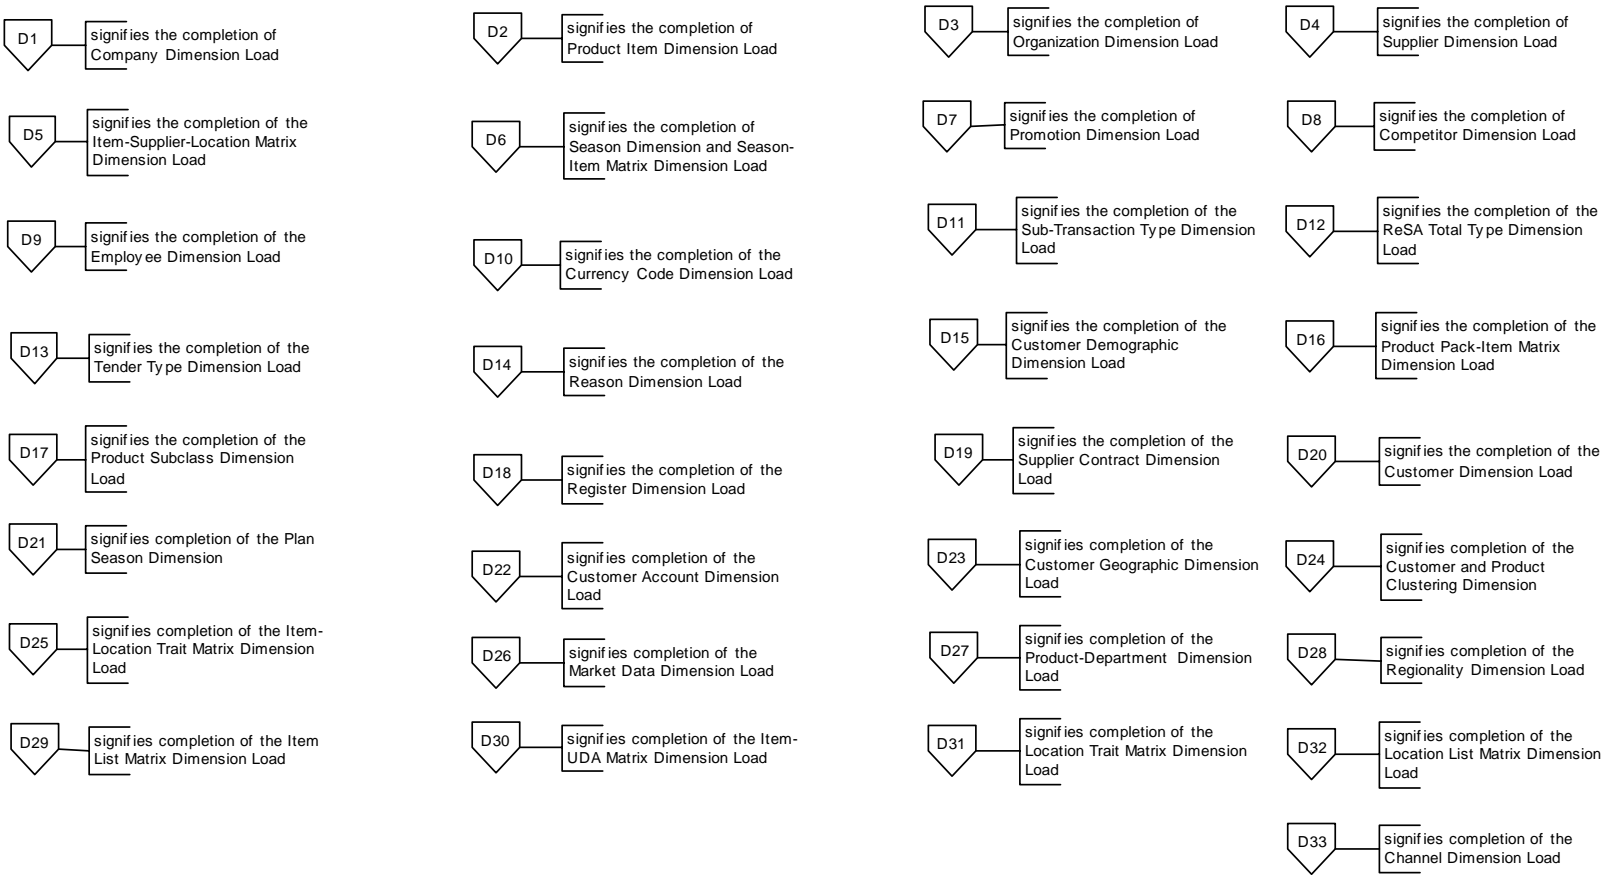 D1
signifies the completion of
Company Dimension Load
D2
signifies the completion of
Product Item Dimension Load
D3
signifies the completion of
Organization Dimension Load
D4
signifies the completion of
Supplier Dimension Load
D5
signifies the completion of the
Item-Supplier-Location Matrix
Dimension Load
D6
signifies the completion of
Season Dimension and Season-
Item Matrix Dimension Load
D7
signifies the completion of
Promotion Dimension Load
D8
signifies the completion of
Competitor Dimension Load
D9
signifies the completion of the
Employee Dimension Load
D10
signifies the completion of the
Currency Code Dimension Load
D11
signifies the completion of the
Sub-Transaction Type Dimension
Load
D12
signifies the completion of the
ReSA Total Type Dimension
Load
D13
signifies the completion of the
Tender Type Dimension Load
D14
signifies the completion of the
Reason Dimension Load
D15
signifies the completion of the
Customer Demographic
Dimension Load
D16
signifies the completion of the
Product Pack-Item Matrix
Dimension Load
D17
signifies the completion of the
Product Subclass Dimension
Load
D18
signifies the completion of the
Register Dimension Load
D19
signifies the completion of the
Supplier Contract Dimension
Load
D20
signifies the completion of the
Customer Dimension Load
D21
signifies completion of the Plan
Season Dimension
D22
signifies completion of the
Customer Account Dimension
Load
D23
signifies completion of the
Customer Geographic Dimension
Load
D24
signifies completion of the
Customer and Product
Clustering Dimension
D25
signifies completion of the Item-
Location Trait Matrix Dimension
Load
D26
signifies completion of the
Market Data Dimension Load
D27
signifies completion of the
Product-Department Dimension
Load
D28
signifies completion of the
Regionality Dimension Load
D29
signifies completion of the Item
List Matrix Dimension Load
D30
signifies completion of the Item-
UDA Matrix Dimension Load
D31
signifies completion of the
Location Trait Matrix Dimension
Load
D32
signifies completion of the
Location List Matrix Dimension
Load
D33
signifies completion of the
Channel Dimension Load